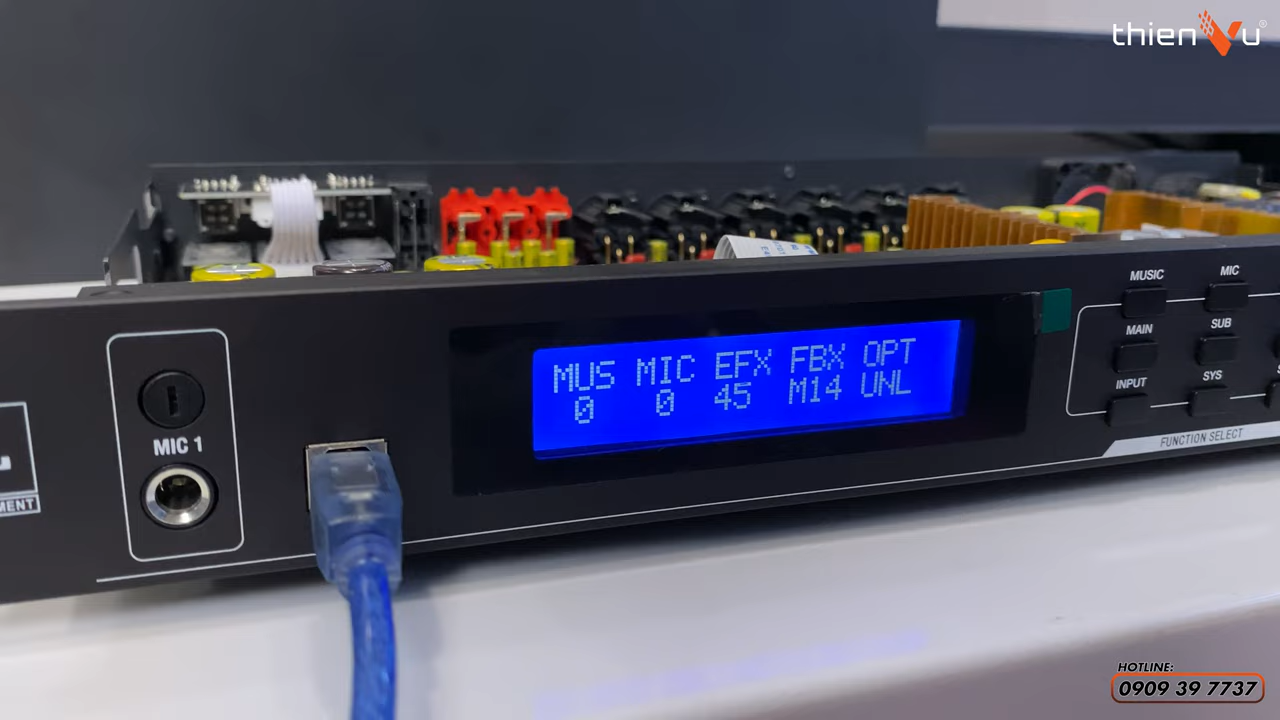 thienVu®
MUSIC MIC
MAIN SUB
INPUT SYS
FUNCTION SELECT
MUS MIC EFX FBX OPT
0 0 45 M14 UNL
MIC 1
HOTLINE:
0909 39 7737